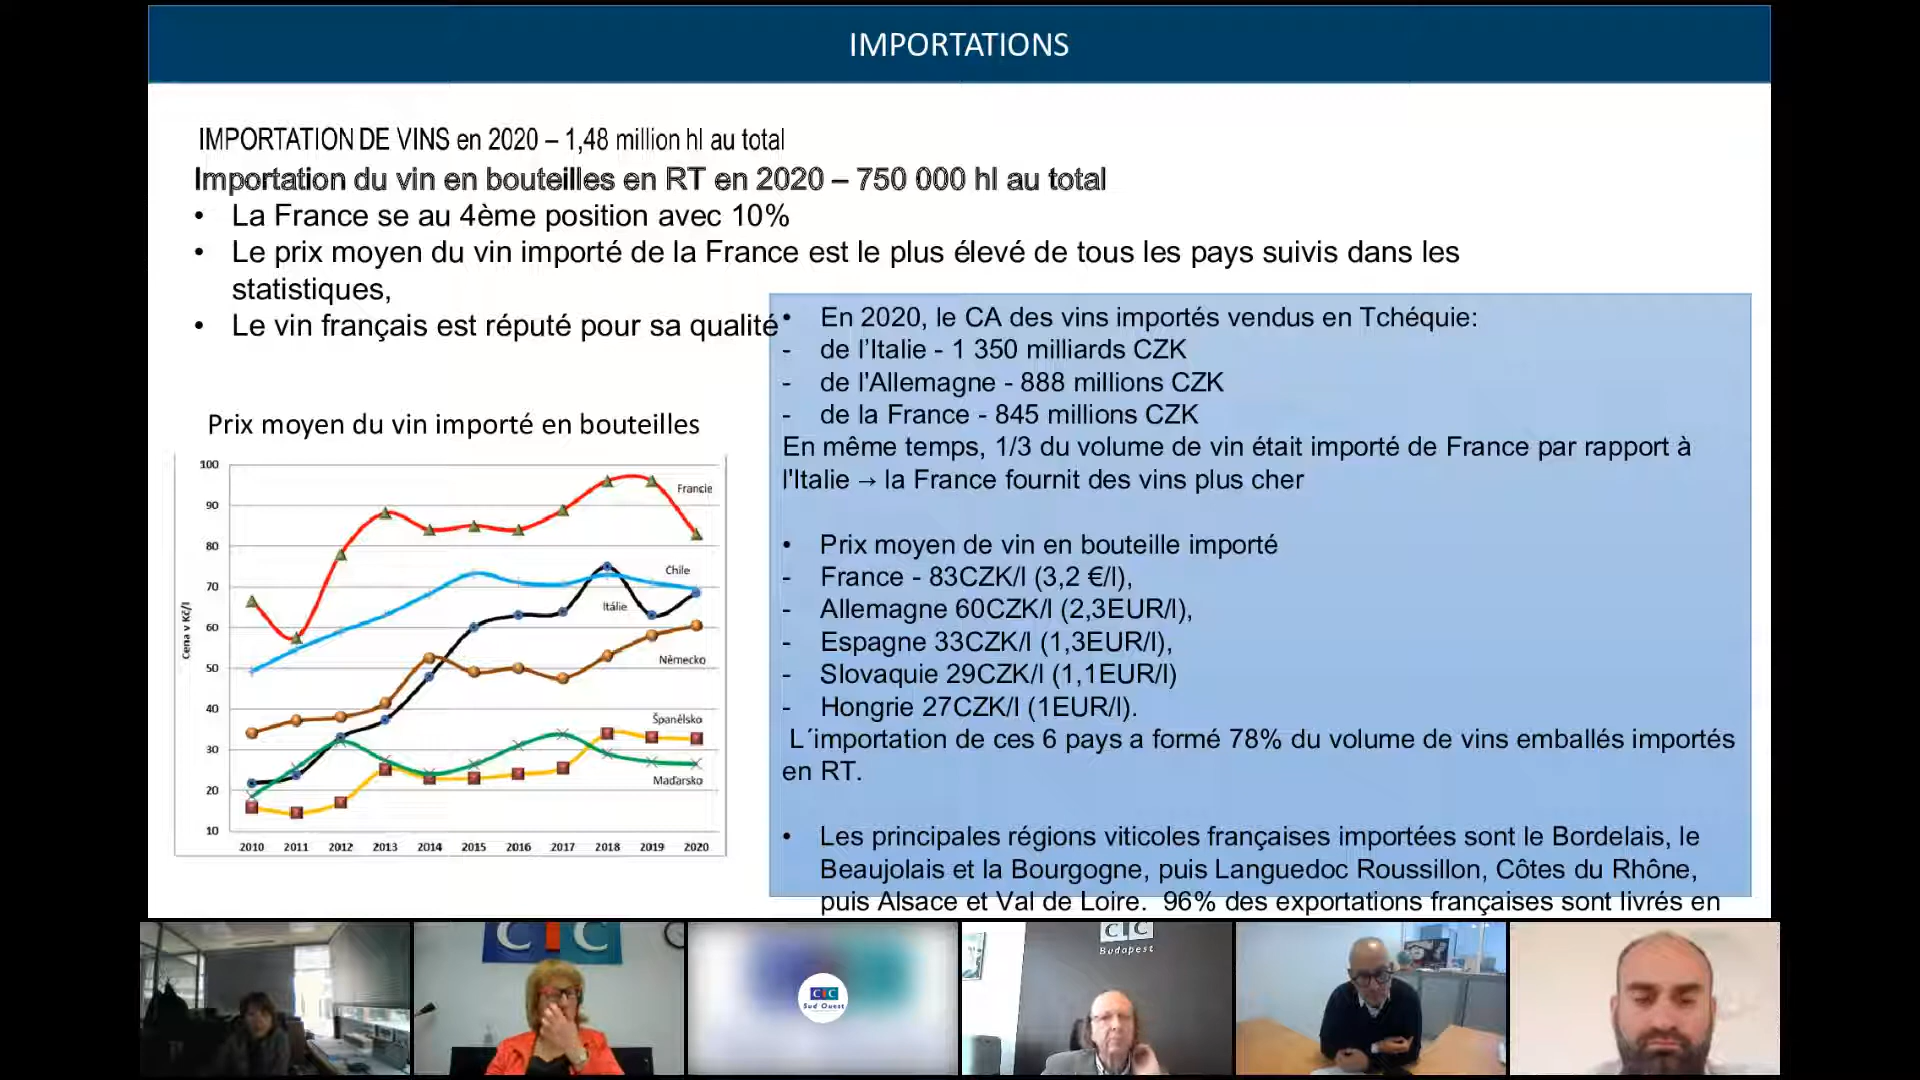 IMPORTATIONS
IMPORTATION DE VINS en 2020 – 1,48 million hl au total
Importation du vin en bouteilles en RT en 2020 – 750 000 hl au total
• La France se au 4ème position avec 10%
• Le prix moyen du vin importé de la France est le plus élevé de tous les pays suivis dans les
statistiques,
• Le vin français est réputé pour sa qualité
Prix moyen du vin importé en bouteilles
100
90
80
70
60
50
40
30
20
10
Cena v Kč/l
Francie
Chile
Itálie
Německo
Španělsko
Maďarsko
2010 2011 2012 2013 2014 2015 2016 2017 2018 2019 2020
• En 2020, le CA des vins importés vendus en Tchéquie:
- de l’Italie - 1 350 milliards CZK
- de l'Allemagne - 888 millions CZK
- de la France - 845 millions CZK
En même temps, 1/3 du volume de vin était importé de France par rapport à
l'Italie → la France fournit des vins plus cher
• Prix moyen de vin en bouteille importé
- France - 83CZK/l (3,2 €/l),
- Allemagne 60CZK/l (2,3EUR/l),
- Espagne 33CZK/l (1,3EUR/l),
- Slovaquie 29CZK/l (1,1EUR/l)
- Hongrie 27CZK/l (1EUR/l).
L´importation de ces 6 pays a formé 78% du volume de vins emballés importés
en RT.
• Les principales régions viticoles françaises importées sont le Bordelais, le
Beaujolais et la Bourgogne, puis Languedoc Roussillon, Côtes du Rhône,
puis Alsace et Val de Loire. 96% des exportations françaises sont livrés en
CIC
CIC
Sud Ouest
CIC
Budapest